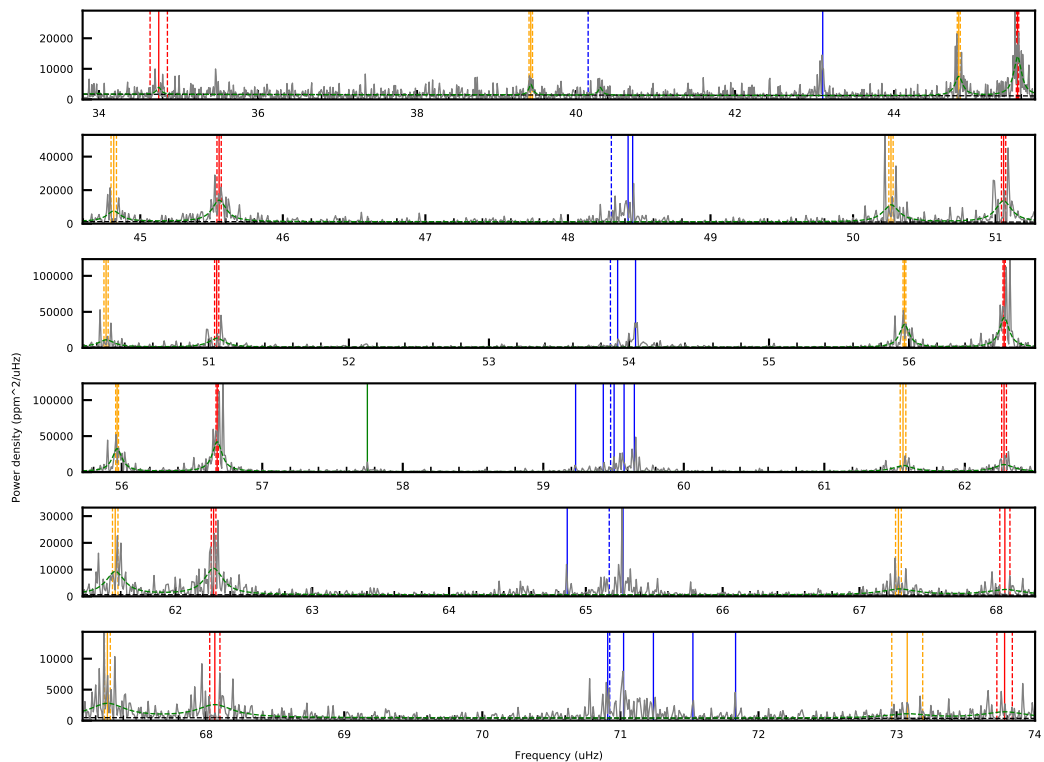 20000
10000
0
34 36 38 40 42 44
40000
20000
0
45 46 47 48 49 50 51
100000
50000
0
51 52 53 54 55 56
Power density (ppm^2/uHz)
100000
50000
0
56 57 58 59 60 61 62
30000
20000
10000
0
62 63 64 65 66 67 68
10000
5000
0
68 69 70 71 72 73 74
Frequency (uHz)